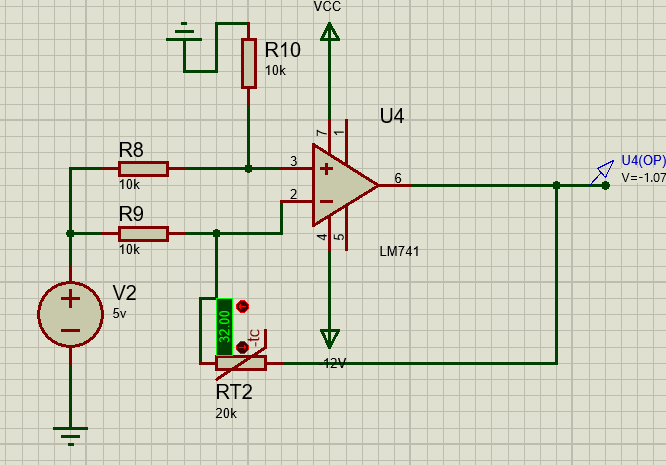 VCC
R10
10k
U4
7
1
R8
3
U4(OP)
10k
6
V=-1.07
2
R9
10k
4
5
LM741
V2
5v
32.00
-tc
12V
RT2
20k